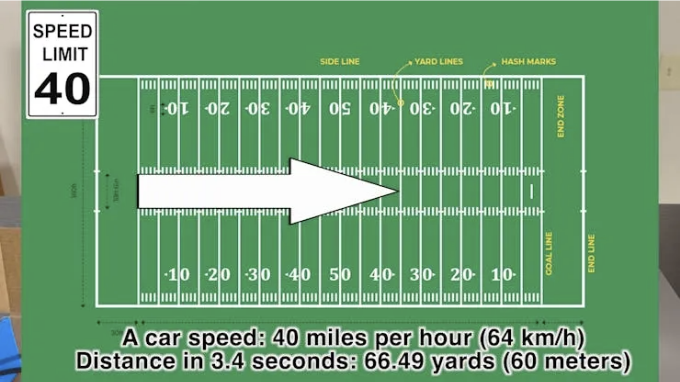 SPEED
LIMIT
40
SIDE LINE
YARD LINES
HASH MARKS
10 20 30 40 50 40 30 20 10
END ZONE
10 20 30 40 50 40 30 20 10
GOAL LINE
END LINE
A car speed: 40 miles per hour (64 km/h)
Distance in 3.4 seconds: 66.49 yards (60 meters)